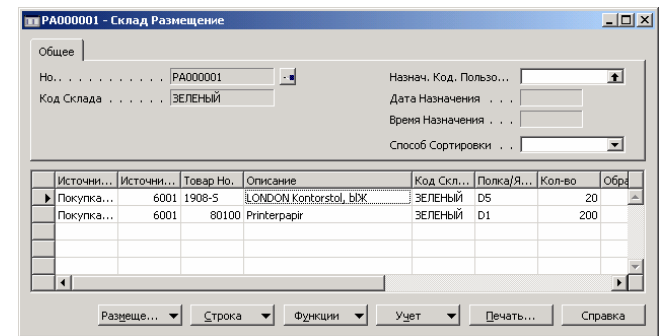 PA000001 - Склад Размещение
Общее
Но. . . . . . . . . . . . PA000001
Код Склада . . . . . . ЗЕЛЕНЫЙ
Назнач. Код. Пользо...
Дата Назначения . . .
Время Назначения . . .
Способ Сортировки . .
Источни... Источни... Товар Но. Описание Код Скл... Полка/Я... Кол-во Обра
Покупка... 6001 1908-S LONDON Kontorstol, blЖ ЗЕЛЕНЫЙ D5 20
Покупка... 6001 80100 Printerpapir ЗЕЛЕНЫЙ D1 200
Размеще... Строка Функции Учет Печать... Справка